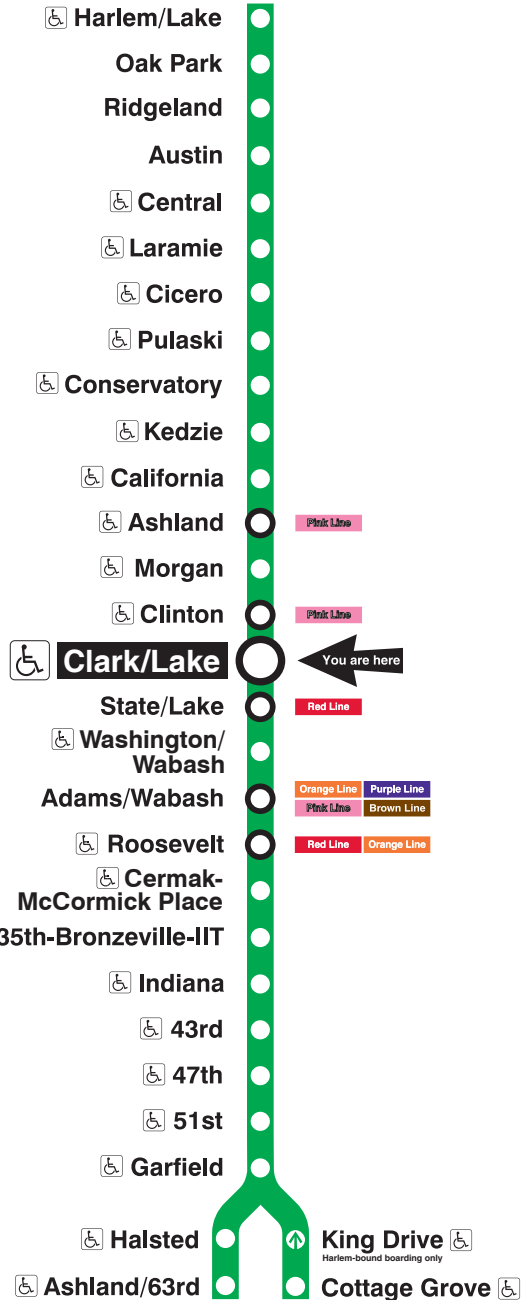 Harlem/Lake
Oak Park
Ridgeland
Austin
Central
Laramie
Cicero
Pulaski
Conservatory
Kedzie
California
Ashland Pink Line
Morgan
Clinton Pink Line
Clark/Lake You are here
State/Lake Red Line
Washington/
Wabash
Adams/Wabash Orange Line Purple Line
Pink Line Brown Line
Roosevelt Red Line Orange Line
Cermak-
McCormick Place
35th-Bronzeville-IIT
Indiana
43rd
47th
51st
Garfield
Halsted King Drive
Harlem-bound boarding only
Ashland/63rd Cottage Grove